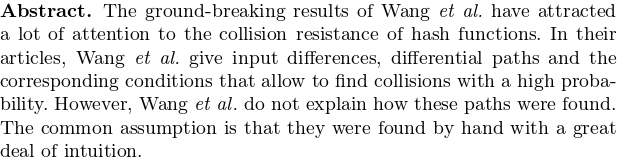 Abstract. The ground-breaking results of Wang et al. have attracted
a lot of attention to the collision resistance of hash functions. In their
articles, Wang et al. give input differences, differential paths and the
corresponding conditions that allow to find collisions with a high proba-
bility. However, Wang et al. do not explain how these paths were found.
The common assumption is that they were found by hand with a great
deal of intuition.